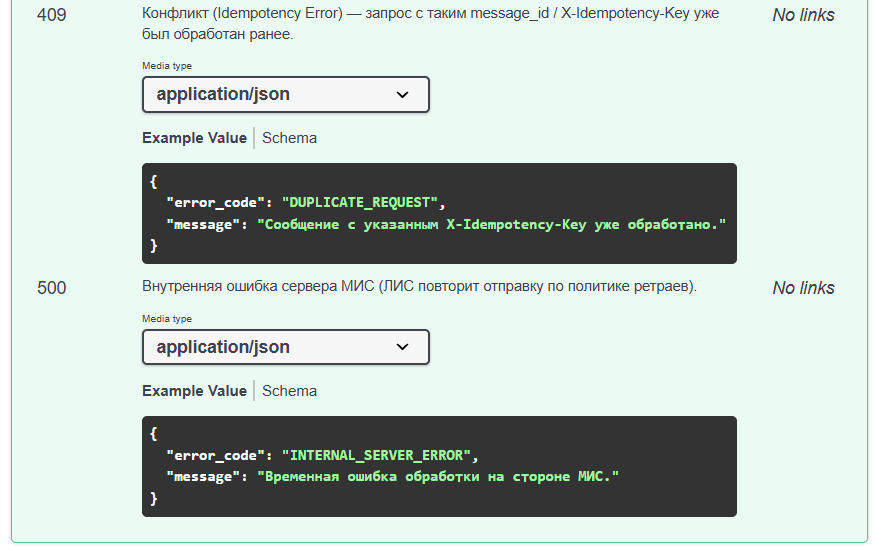 409
Конфликт (Idempotency Error) — запрос с таким message_id / X-Idempotency-Key уже
был обработан ранее.
No links
Media type
application/json
Example Value
Schema
{
"error_code": "DUPLICATE_REQUEST",
"message": "Сообщение с указанным X-Idempotency-Key уже обработано."
}
500
Внутренняя ошибка сервера МИС (ЛИС повторит отправку по политике ретраев).
No links
Media type
application/json
Example Value
Schema
{
"error_code": "INTERNAL_SERVER_ERROR",
"message": "Временная ошибка обработки на стороне МИС."
}